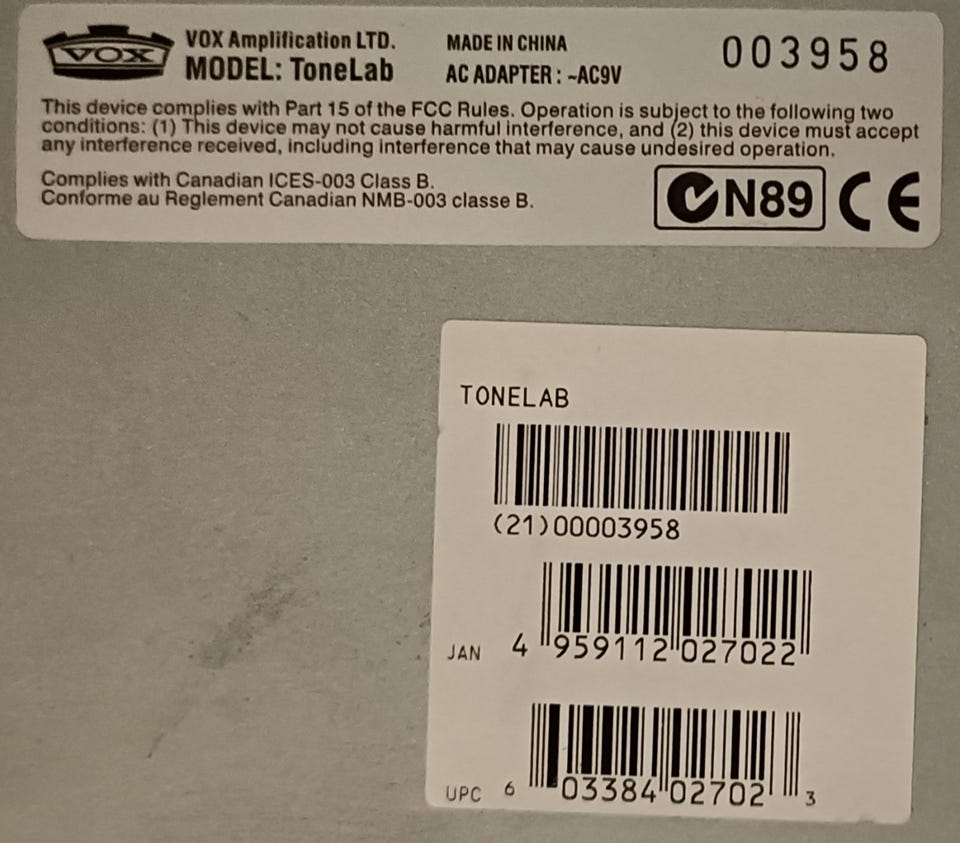 VOX
VOX Amplification LTD.
MODEL: ToneLab
MADE IN CHINA
AC ADAPTER : ~AC9V
003958
This device complies with Part 15 of the FCC Rules. Operation is subject to the following two
conditions: (1) This device may not cause harmful interference, and (2) this device must accept
any interference received, including interference that may cause undesired operation.
Complies with Canadian ICES-003 Class B.
Conforme au Reglement Canadian NMB-003 classe B.
N89 CE
TONELAB
(21)00003958
JAN 4 959112 027022
UPC 6 03384 02702 3